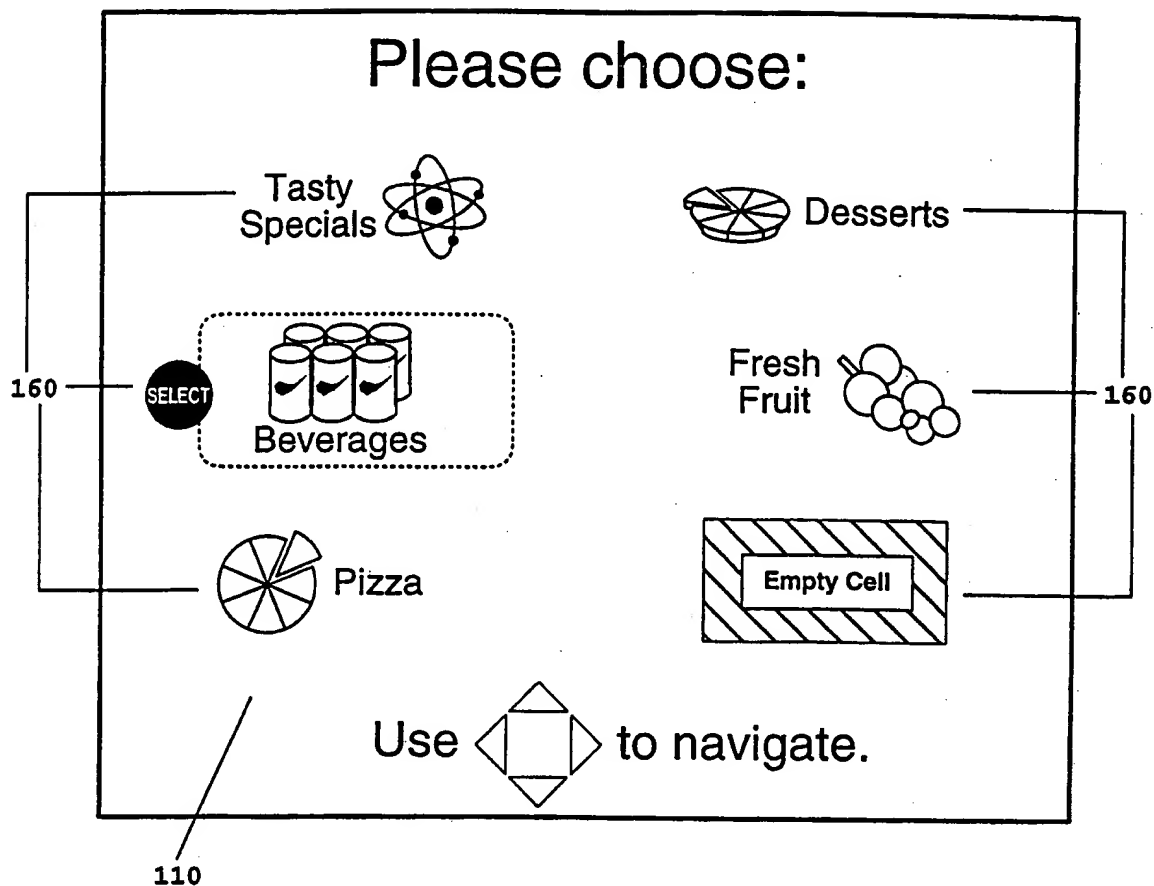 Please choose:
Tasty
Specials
Desserts
160
SELECT
Beverages
Fresh
Fruit
160
Pizza
Empty Cell
Use to navigate.
110